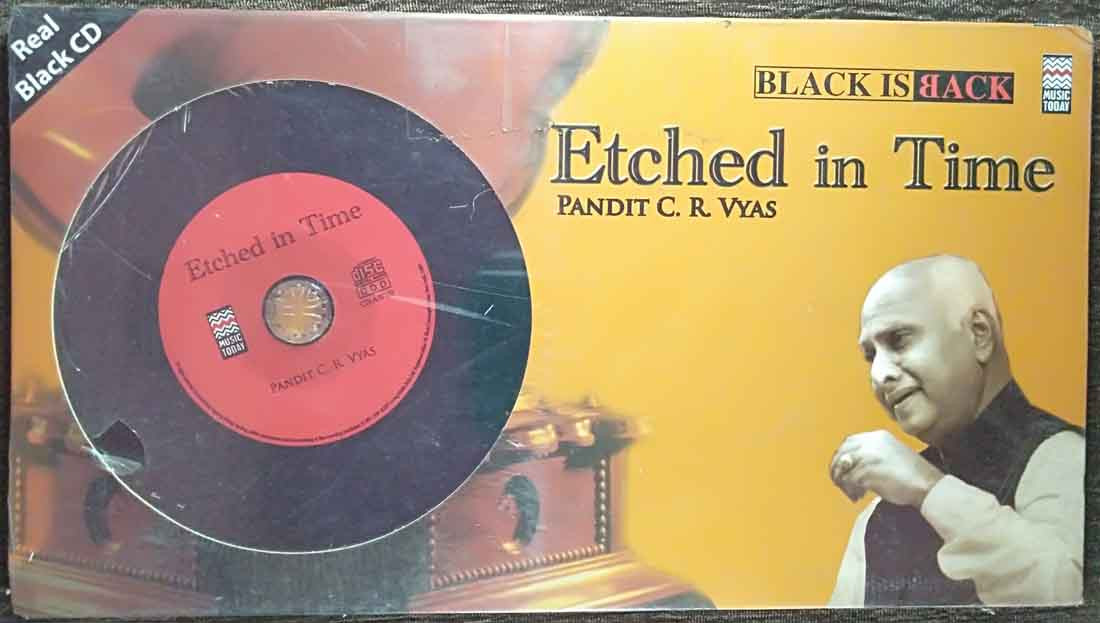 Real
Black CD
BLACK IS BACK
MUSIC
TODAY
Etched in Time
PANDIT C. R. VYAS
Etched in Time
DISC
MUSIC
TODAY
PANDIT C. R. VYAS